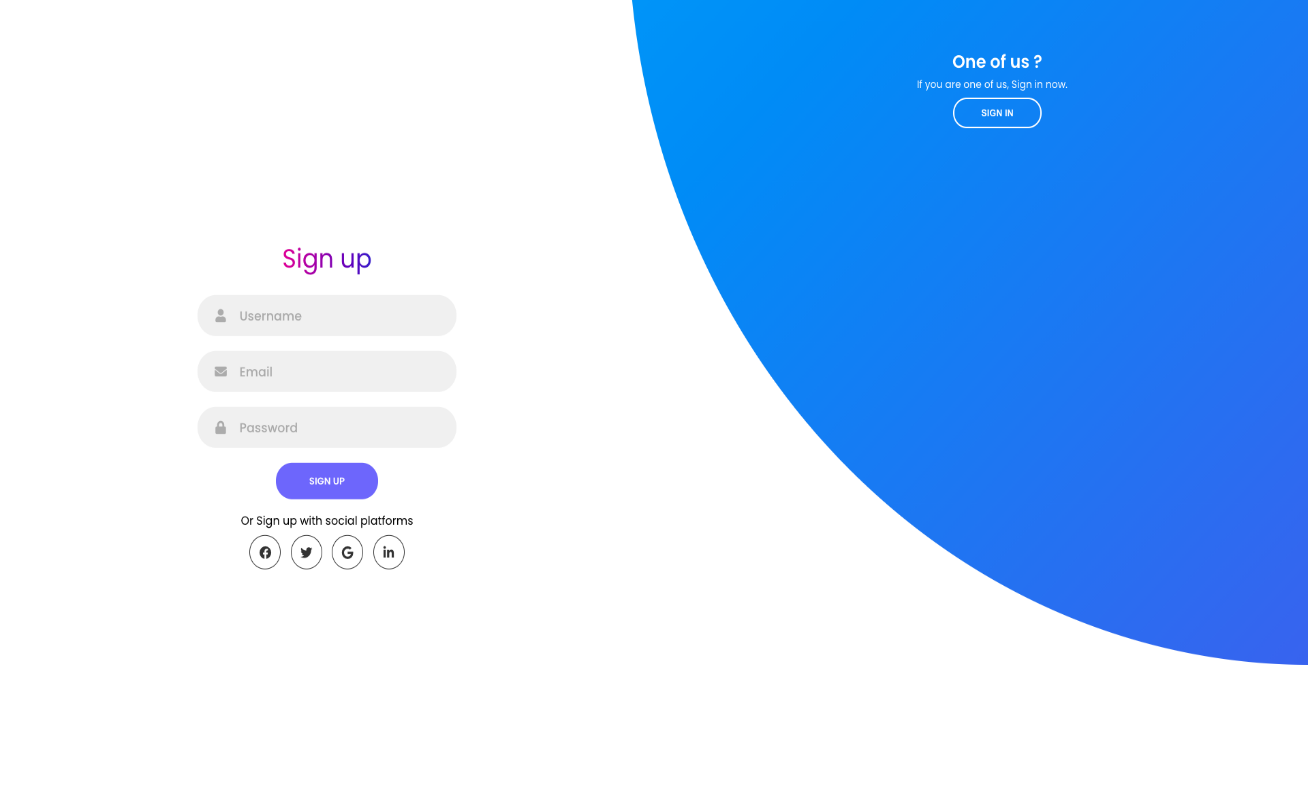 One of us ?
If you are one of us, Sign in now.
SIGN IN
Sign up
Username
Email
Password
SIGN UP
Or Sign up with social platforms